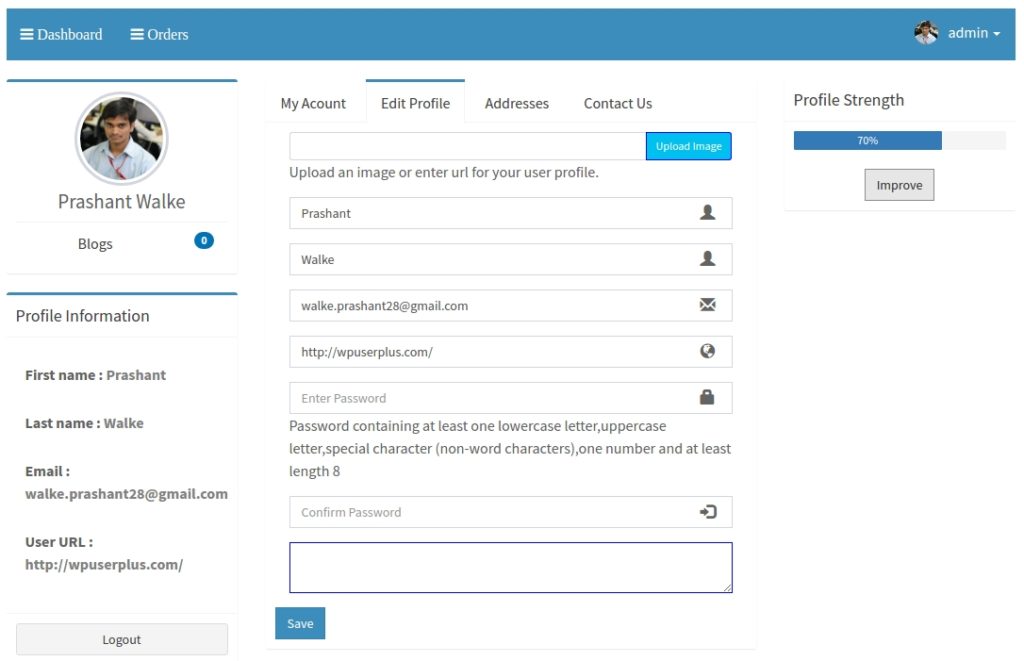 Dashboard
Orders
admin
Prashant Walke
Blogs
0
Profile Information
First name : Prashant
Last name : Walke
Email :
walke.prashant28@gmail.com
User URL :
http://wpuserplus.com/
Logout
My Acount
Edit Profile
Addresses
Contact Us
Upload Image
Upload an image or enter url for your user profile.
Prashant
Walke
walke.prashant28@gmail.com
http://wpuserplus.com/
Enter Password
Password containing at least one lowercase letter,uppercase
letter,special character (non-word characters),one number and at least
length 8
Confirm Password
Save
Profile Strength
70%
Improve